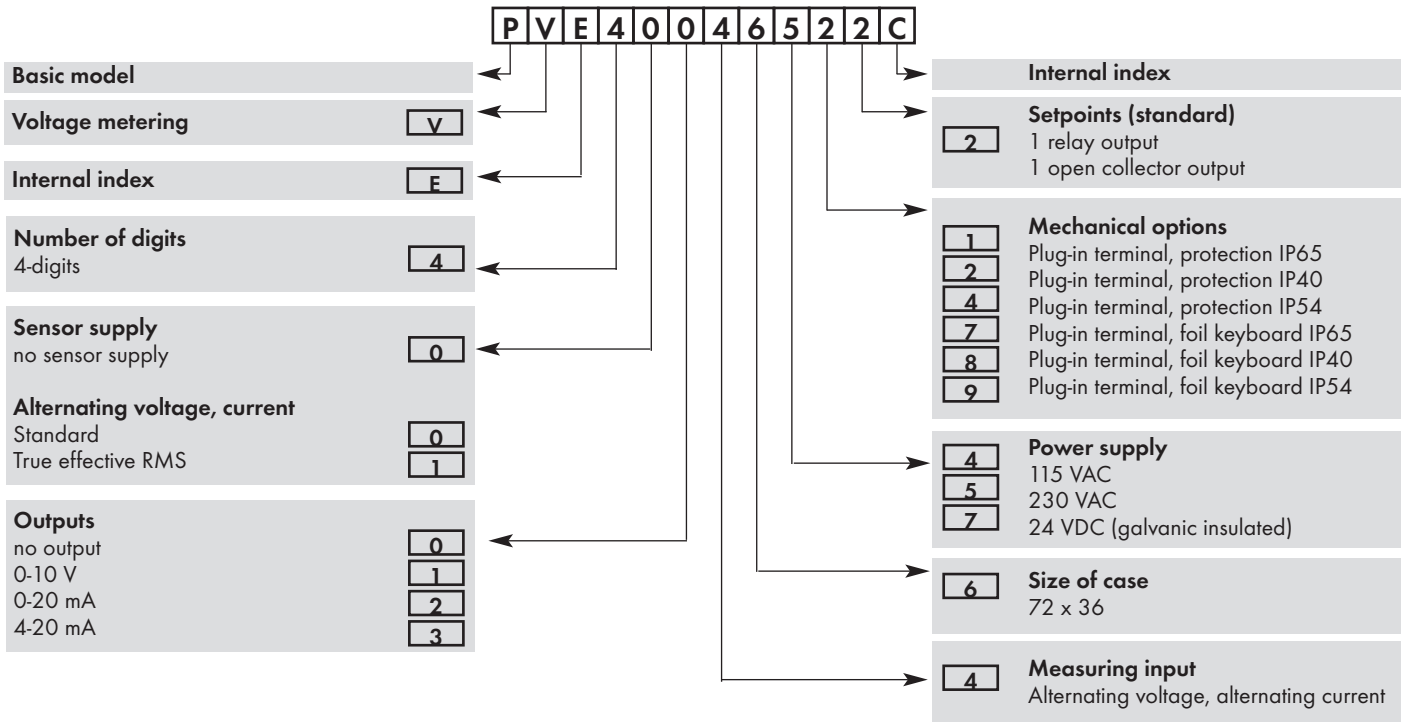 P V E 4 0 0 4 6 5 2 2 C
Basic model
Voltage metering V
Internal index E
Number of digits
4-digits 4
Sensor supply
no sensor supply 0
Alternating voltage, current
Standard 0
True effective RMS 1
Outputs
no output 0
0-10 V 1
0-20 mA 2
4-20 mA 3
Internal index
Setpoints (standard)
2 1 relay output
1 open collector output
Mechanical options
1 Plug-in terminal, protection IP65
2 Plug-in terminal, protection IP40
4 Plug-in terminal, protection IP54
7 Plug-in terminal, foil keyboard IP65
8 Plug-in terminal, foil keyboard IP40
9 Plug-in terminal, foil keyboard IP54
Power supply
4 115 VAC
5 230 VAC
7 24 VDC (galvanic insulated)
Size of case
6 72 x 36
Measuring input
4 Alternating voltage, alternating current